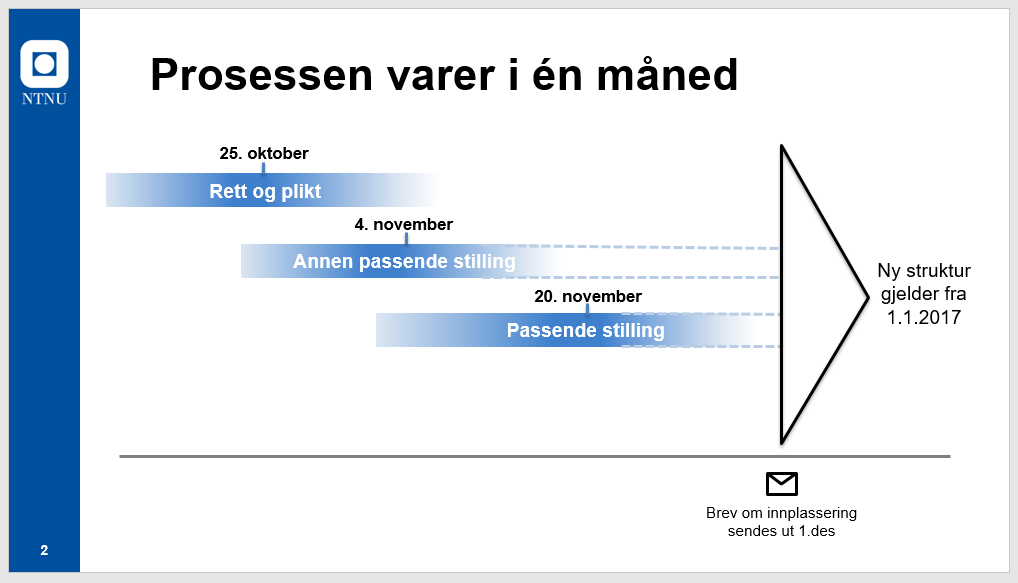 Prosessen varer i én måned
NTNU
25. oktober
Rett og plikt
4. november
Annen passende stilling
20. november
Passende stilling
Ny struktur
gjelder fra
1.1.2017
Brev om innplassering
sendes ut 1.des
2